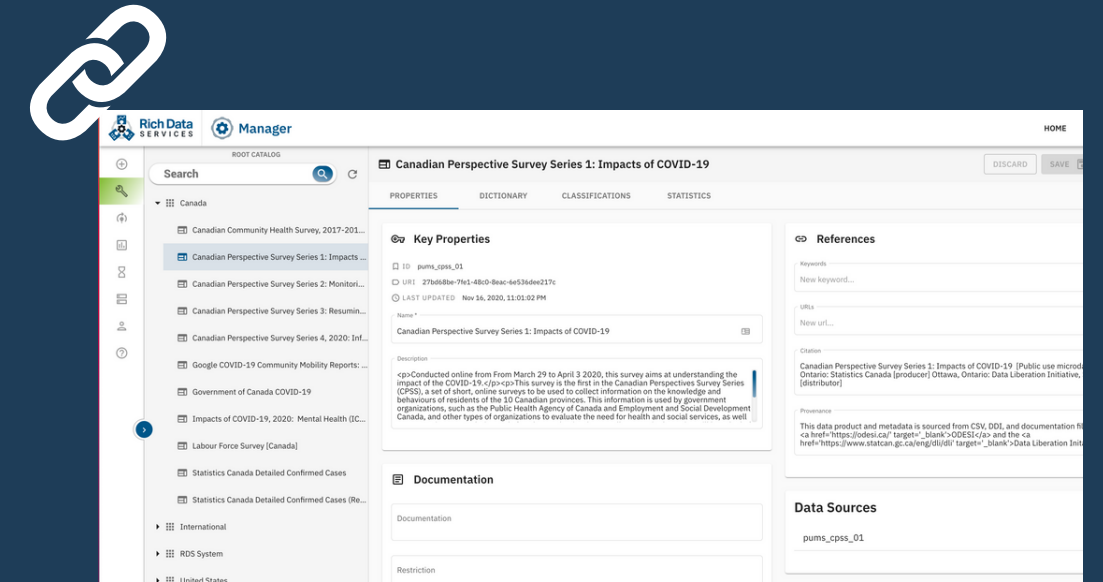 Rich Data
SERVICES
Manager
HOME
ROOT CATALOG
Search
Canada
Canadian Community Health Survey, 2017-201...
Canadian Perspective Survey Series 1: Impacts ...
Canadian Perspective Survey Series 2: Monitori...
Canadian Perspective Survey Series 3: Resumin...
Canadian Perspective Survey Series 4, 2020: Inf...
Google COVID-19 Community Mobility Reports: ...
Government of Canada COVID-19
Impacts of COVID-19, 2020: Mental Health (IC...
Labour Force Survey [Canada]
Statistics Canada Detailed Confirmed Cases
Statistics Canada Detailed Confirmed Cases (Re...
International
RDS System
United States
Canadian Perspective Survey Series 1: Impacts of COVID-19
DISCARD
SAVE
PROPERTIES
DICTIONARY
CLASSIFICATIONS
STATISTICS
Key Properties
ID pums_cpss_01
URI 27bd68be-7fe1-48c0-8eac-6e536dee217c
LAST UPDATED Nov 16, 2020, 11:01:02 PM
Name *
Canadian Perspective Survey Series 1: Impacts of COVID-19
Description
<p>Conducted online from From March 29 to April 3 2020, this survey aims at understanding the
impact of the COVID-19.</p><p>This survey is the first in the Canadian Perspectives Survey Series
(CPSS), a set of short, online surveys to be used to collect information on the knowledge and
behaviours of residents of the 10 Canadian provinces. This information is used by government
organizations, such as the Public Health Agency of Canada and Employment and Social Development
Canada, and other types of organizations to evaluate the need for health and social services, as well
Documentation
Documentation
Restriction
References
Keywords
New keyword...
URLs
New url...
Citation
Canadian Perspective Survey Series 1: Impacts of COVID-19 [Public use microda
Ontario: Statistics Canada [producer] Ottawa, Ontario: Data Liberation Initiative,
[distributor]
Provenance
This data product and metadata is sourced from CSV, DDI, and documentation fil
<a href='https://odesi.ca/' target='_blank'>ODESI</a> and the <a
href='https://www.statcan.gc.ca/eng/dli/dli' target='_blank'>Data Liberation Inita
Data Sources
pums_cpss_01